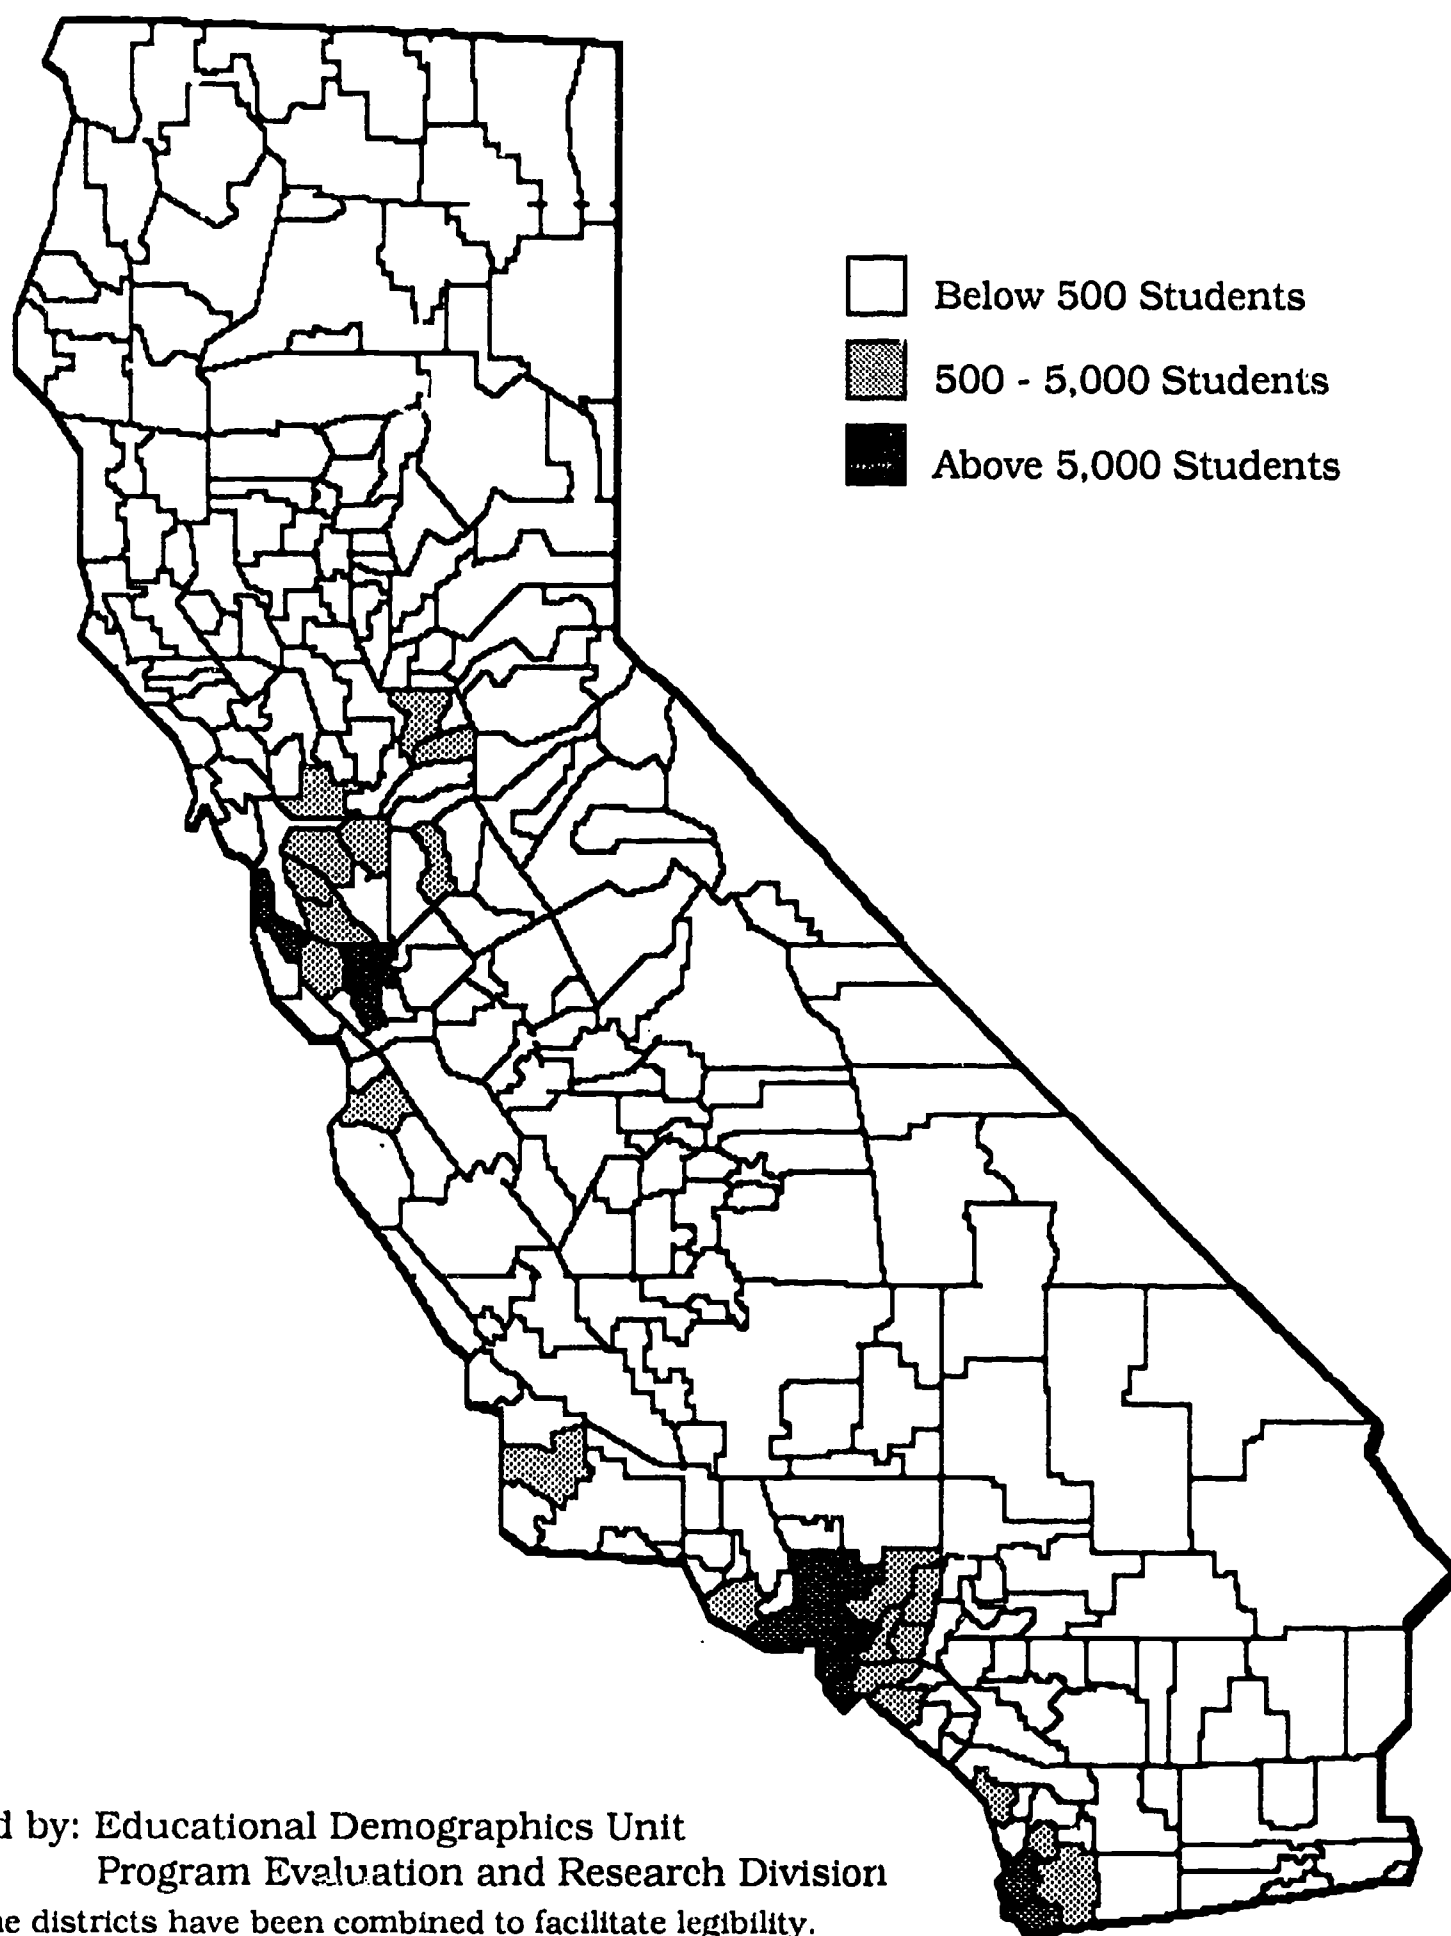 Below 500 Students
500 - 5,000 Students
Above 5,000 Students
d by: Educational Demographics Unit
Program Evaluation and Research Division
e districts have been combined to facilitate legibility.